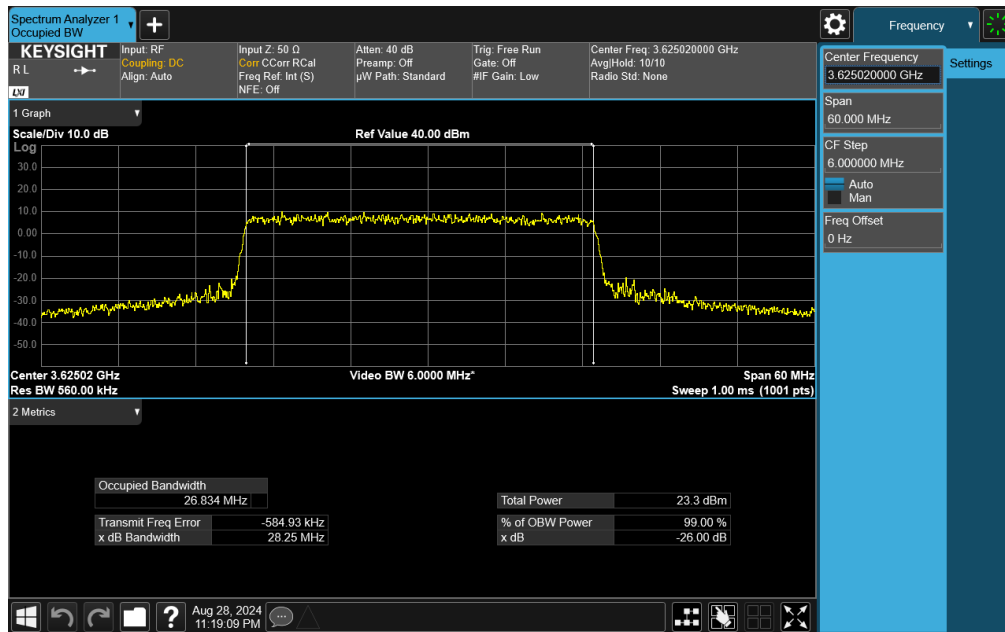 Spectrum Analyzer 1
Occupied BW
Frequency
KEYSIGHT
R L
LXI
Input: RF
Coupling: DC
Align: Auto
Input Z: 50 Ω
Corr CCorr RCal
Freq Ref: Int (S)
NFE: Off
Atten: 40 dB
Preamp: Off
µW Path: Standard
Trig: Free Run
Gate: Off
#IF Gain: Low
Center Freq: 3.625020000 GHz
Avg|Hold: 10/10
Radio Std: None
Center Frequency
3.625020000 GHz
Settings
Span
60.000 MHz
CF Step
6.000000 MHz
Auto
Man
Freq Offset
0 Hz
1 Graph
Scale/Div 10.0 dB
Ref Value 40.00 dBm
Log
30.0
20.0
10.0
0.00
-10.0
-20.0
-30.0
-40.0
-50.0
Center 3.62502 GHz
Video BW 6.0000 MHz*
Span 60 MHz
Res BW 560.00 kHz
Sweep 1.00 ms (1001 pts)
2 Metrics
Occupied Bandwidth
26.834 MHz
Total Power 23.3 dBm
Transmit Freq Error -584.93 kHz
% of OBW Power 99.00 %
x dB Bandwidth 28.25 MHz
x dB -26.00 dB
Aug 28, 2024
11:19:09 PM